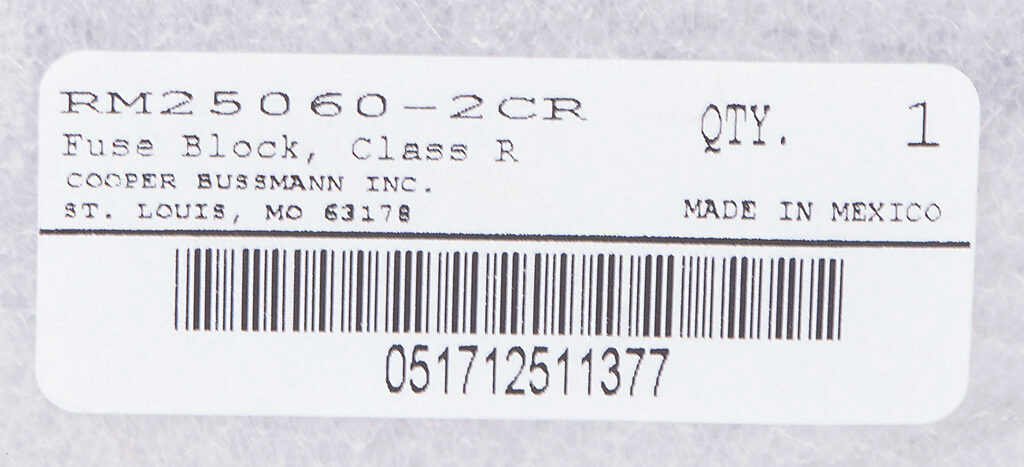 RM25060-2CR
Fuse Block, Class R
COOPER BUSSMANN INC.
ST. LOUIS, MO 63178
QTY. 1
MADE IN MEXICO
051712511377